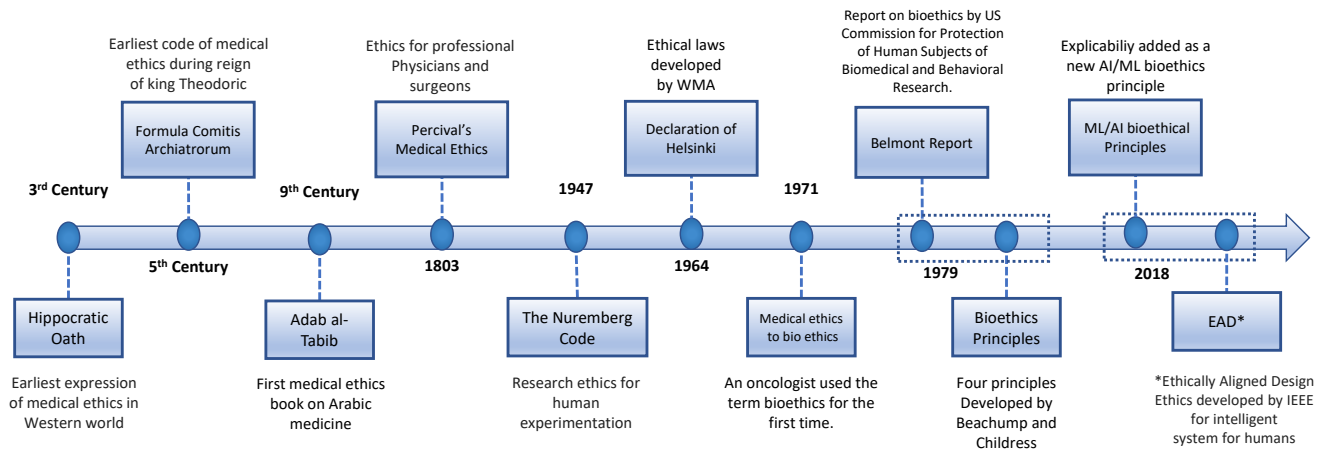 Earliest code of medical
ethics during reign
of king Theodoric
Formula Comitis
Archiatrorum
Ethics for professional
Physicians and
surgeons
Percival’s
Medical Ethics
Ethical laws
developed
by WMA
Declaration of
Helsinki
Report on bioethics by US
Commission for Protection
of Human Subjects of
Biomedical and Behavioral
Research.
Belmont Report
Explicabiliy added as a
new AI/ML bioethics
principle
ML/AI bioethical
Principles
3rd Century
9th Century
1947
1971
5th Century
1803
1964
1979
2018
Hippocratic
Oath
Earliest expression
of medical ethics in
Western world
Adab al-
Tabib
First medical ethics
book on Arabic
medicine
The Nuremberg
Code
Research ethics for
human
experimentation
Medical ethics
to bio ethics
An oncologist used the
term bioethics for the
first time.
Bioethics
Principles
Four principles
Developed by
Beachump and
Childress
EAD*
*Ethically Aligned Design
Ethics developed by IEEE
for intelligent
system for humans